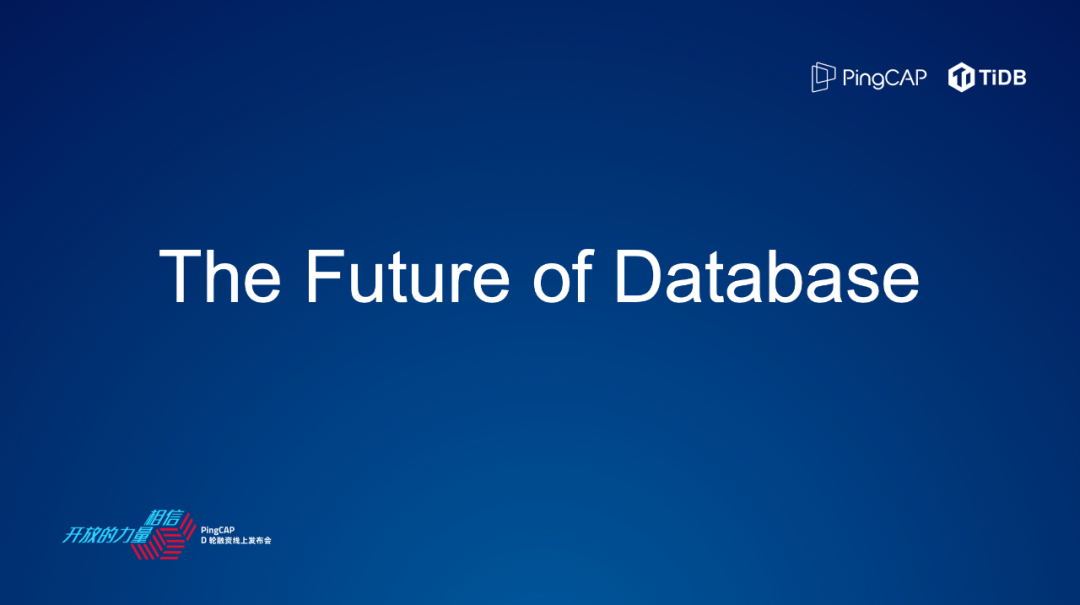 PingCAP TiDB
The Future of Database
相信
开放的力量
PingCAP
D 轮融资线上发布会